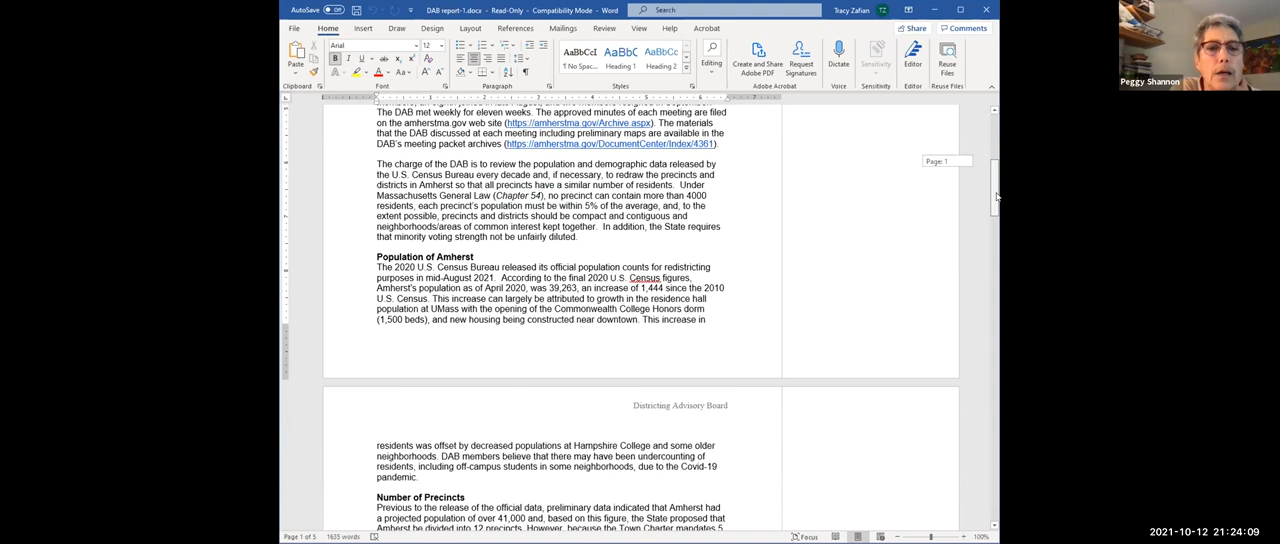 AutoSave Off DAB report-1.docx - Read-Only - Compatibility Mode - Word Search Tracy Zafian TZ
File Home Insert Draw Design Layout References Mailings Review View Help Acrobat Share Comments
Paste Arial 12 AaBbCcI AaBbC AaBbCcI Editing Create and Share Adobe PDF Request Signatures Dictate Sensitivity Editor Reuse Files
¶ No Spac... Heading 1 Heading 2
Clipboard Font Paragraph Styles Adobe Acrobat Voice Sensitivity Editor Reuse Files
Peggy Shannon
The DAB met weekly for eleven weeks. The approved minutes of each meeting are filed
on the amherstma.gov web site (https://amherstma.gov/Archive.aspx). The materials
that the DAB discussed at each meeting including preliminary maps are available in the
DAB's meeting packet archives (https://amherstma.gov/DocumentCenter/Index/4361).
Page: 1
The charge of the DAB is to review the population and demographic data released by
the U.S. Census Bureau every decade and, if necessary, to redraw the precincts and
districts in Amherst so that all precincts have a similar number of residents. Under
Massachusetts General Law (Chapter 54), no precinct can contain more than 4000
residents, each precinct's population must be within 5% of the average, and, to the
extent possible, precincts and districts should be compact and contiguous and
neighborhoods/areas of common interest kept together. In addition, the State requires
that minority voting strength not be unfairly diluted.
Population of Amherst
The 2020 U.S. Census Bureau released its official population counts for redistricting
purposes in mid-August 2021. According to the final 2020 U.S. Census figures,
Amherst's population as of April 2020, was 39,263, an increase of 1,444 since the 2010
U.S. Census. This increase can largely be attributed to growth in the residence hall
population at UMass with the opening of the Commonwealth College Honors dorm
(1,500 beds), and new housing being constructed near downtown. This increase in
Districting Advisory Board
residents was offset by decreased populations at Hampshire College and some older
neighborhoods. DAB members believe that there may have been undercounting of
residents, including off-campus students in some neighborhoods, due to the Covid-19
pandemic.
Number of Precincts
Previous to the release of the official data, preliminary data indicated that Amherst had
a projected population of over 41,000 and, based on this figure, the State proposed that
Amherst be divided into 12 precincts. However, because the Town Charter mandates 5
Page 1 of 5 1635 words Focus 100%
2021-10-12 21:24:09